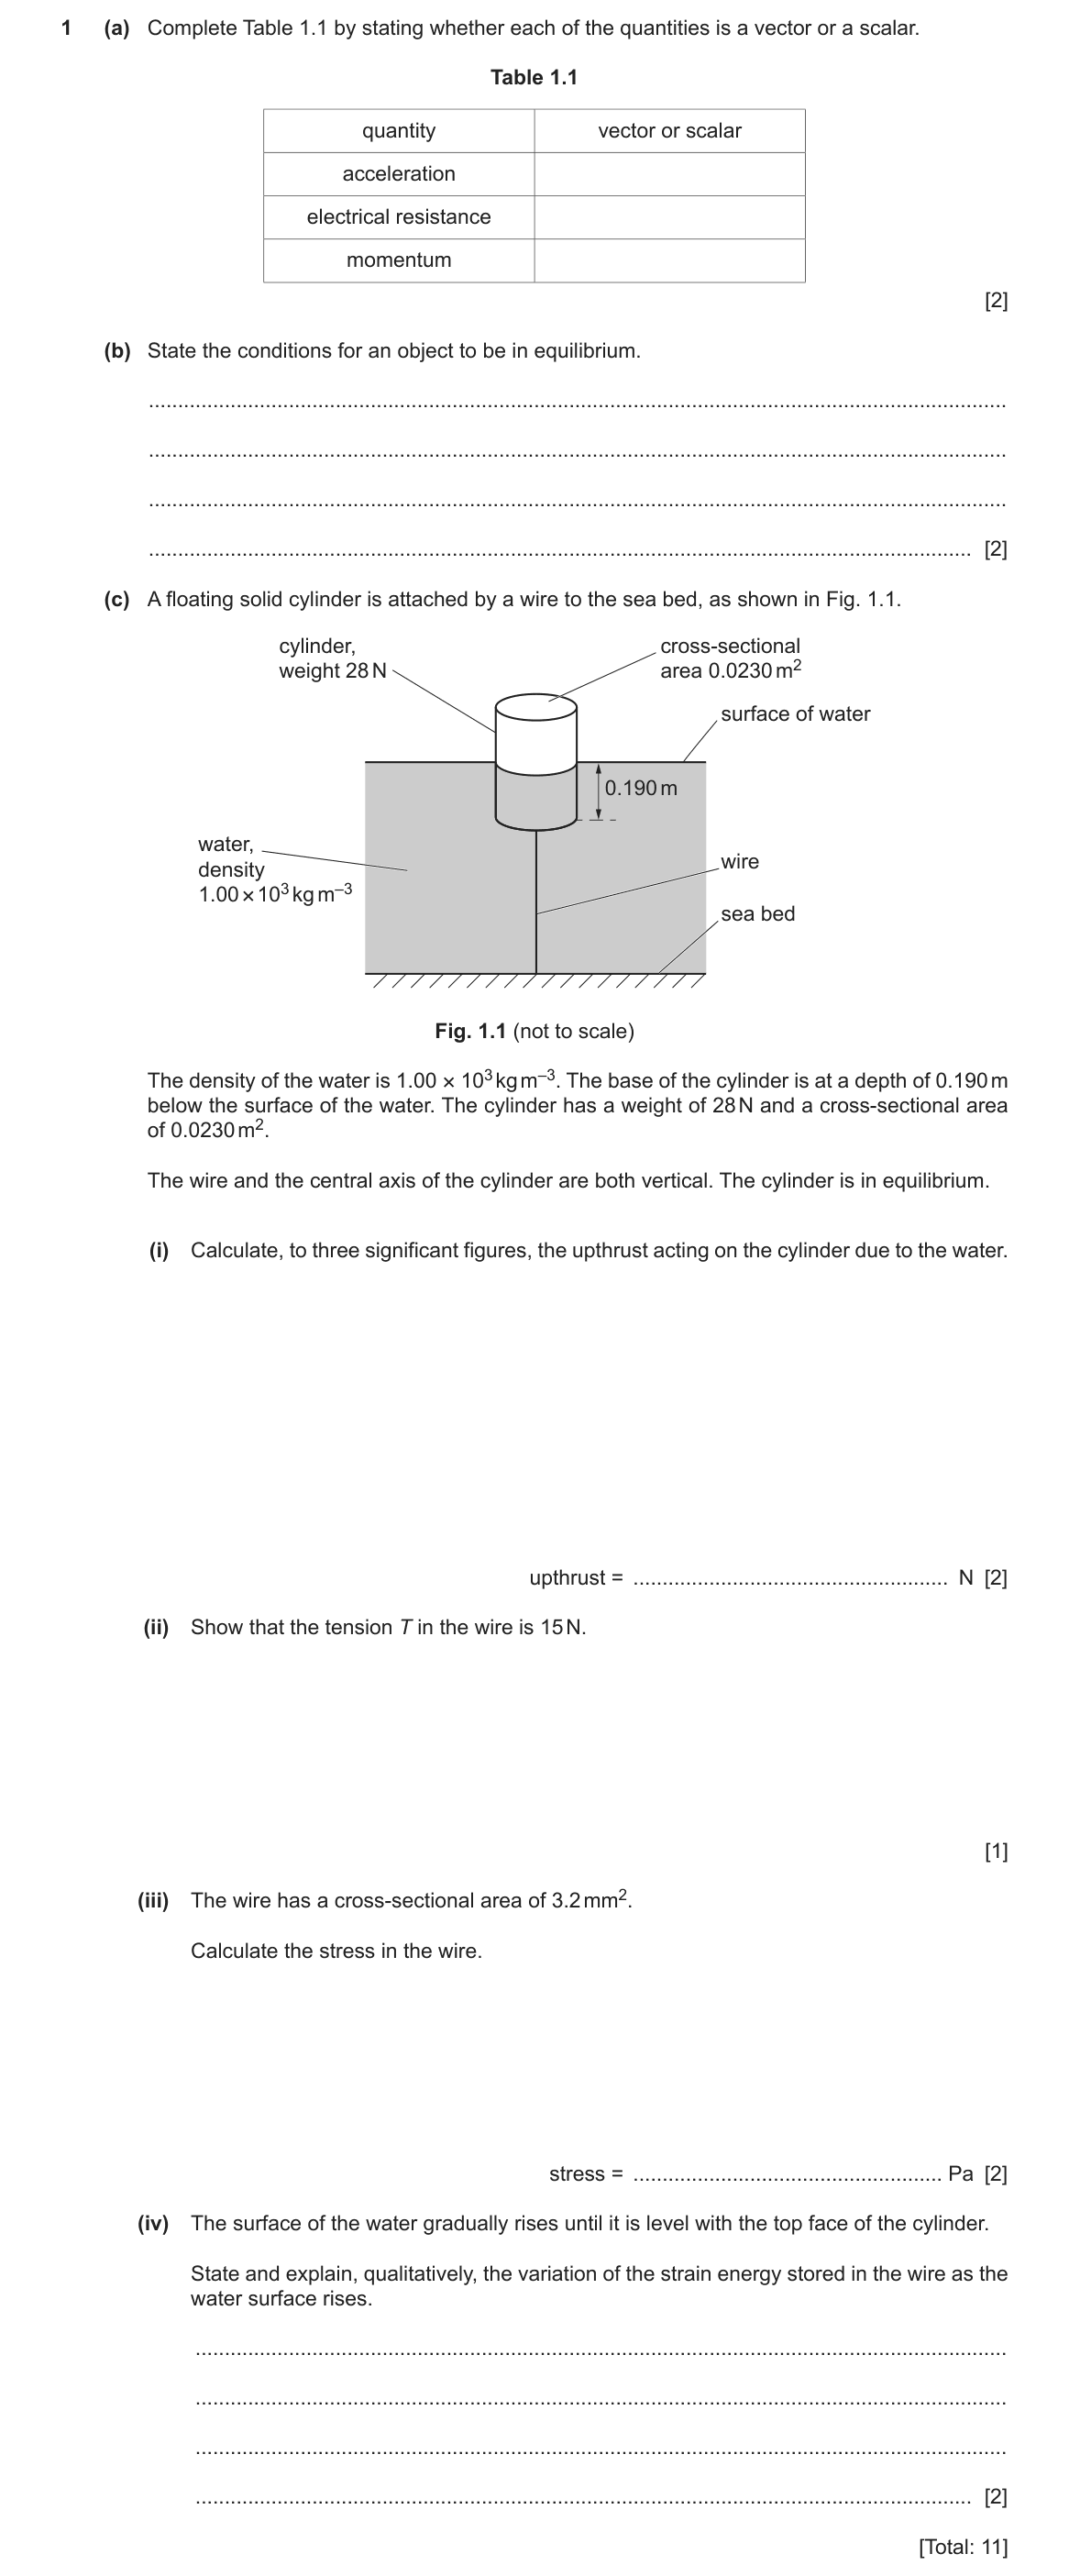 1 (a) Complete Table 1.1 by stating whether each of the quantities is a vector or a scalar.
Table 1.1
quantity vector or scalar
acceleration
electrical resistance
momentum
[2]
(b) State the conditions for an object to be in equilibrium.
[2]
(c) A floating solid cylinder is attached by a wire to the sea bed, as shown in Fig. 1.1.
cylinder,
weight 28 N
cross-sectional
area 0.0230 m²
surface of water
0.190 m
water,
density
1.00 × 10³ kg m⁻³
wire
sea bed
Fig. 1.1 (not to scale)
The density of the water is 1.00 × 10³ kg m⁻³. The base of the cylinder is at a depth of 0.190 m
below the surface of the water. The cylinder has a weight of 28 N and a cross-sectional area
of 0.0230 m².
The wire and the central axis of the cylinder are both vertical. The cylinder is in equilibrium.
(i) Calculate, to three significant figures, the upthrust acting on the cylinder due to the water.
upthrust = ..................................................... N [2]
(ii) Show that the tension T in the wire is 15 N.
[1]
(iii) The wire has a cross-sectional area of 3.2 mm².
Calculate the stress in the wire.
stress = .................................................... Pa [2]
(iv) The surface of the water gradually rises until it is level with the top face of the cylinder.
State and explain, qualitatively, the variation of the strain energy stored in the wire as the
water surface rises.
[2]
[Total: 11]